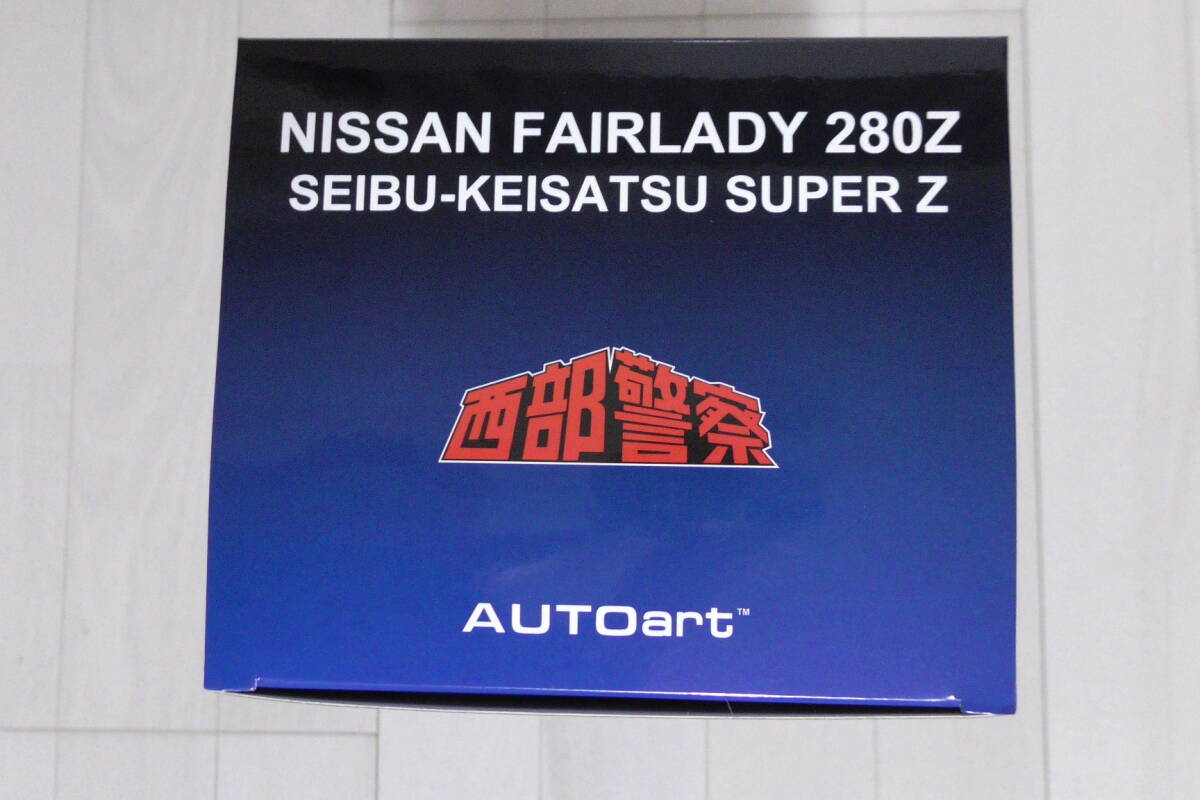 NISSAN FAIRLADY 280Z
SEIBU-KEISATSU SUPER Z
西部警察
AUTOart™